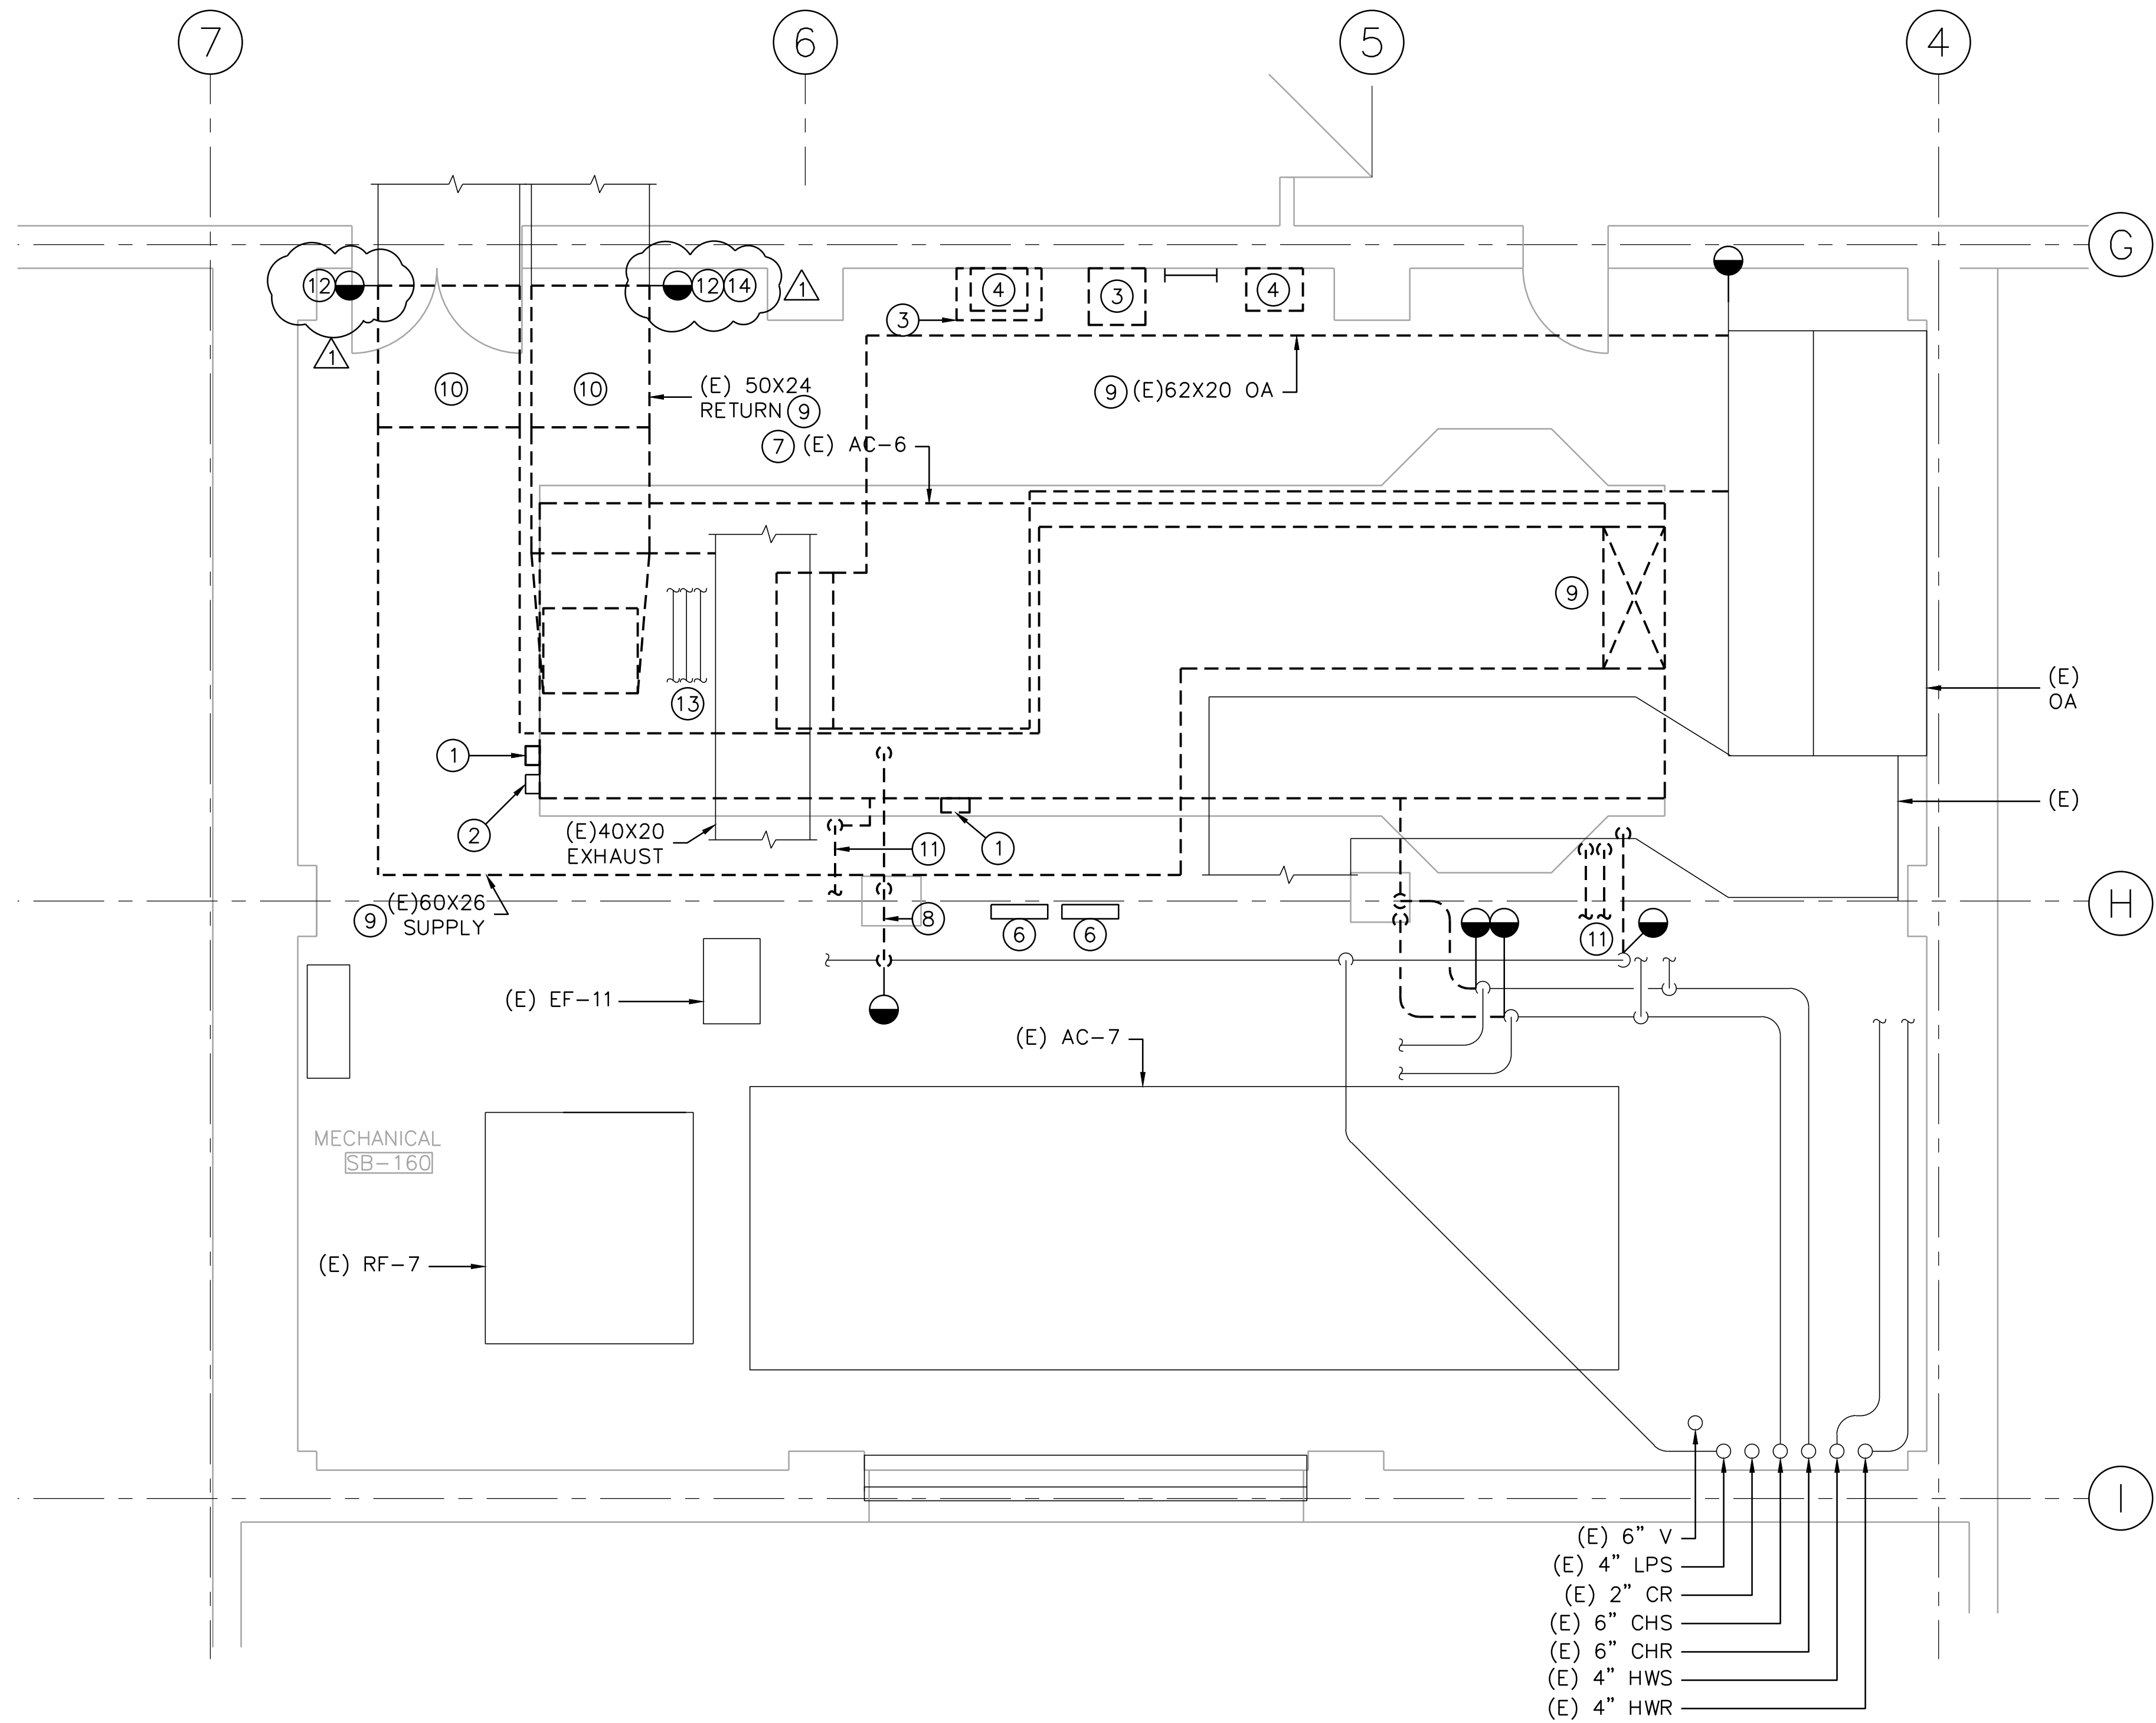 7
6
5
4
G
12
12
14
1
1
4
3
4
3
10
10
(E) 50X24
RETURN 9
9 (E)62X20 OA
7 (E) AC-6
9
13
(E)
OA
1
2
(E)40X20
EXHAUST
11
1
(E)
(E)60X26
9 SUPPLY
8
6
6
11
H
(E) EF-11
(E) AC-7
MECHANICAL
SB-160
(E) RF-7
I
(E) 6" V
(E) 4" LPS
(E) 2" CR
(E) 6" CHS
(E) 6" CHR
(E) 4" HWS
(E) 4" HWR